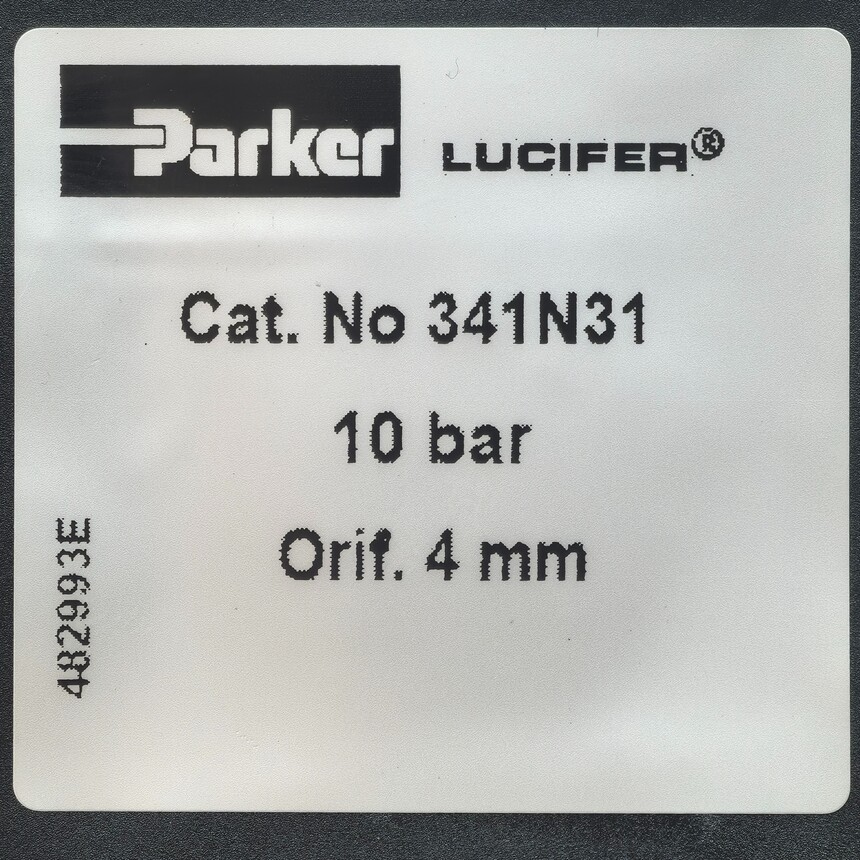 Parker LUCIFER®
Cat. No 341N31
10 bar
Orif. 4 mm
482993E